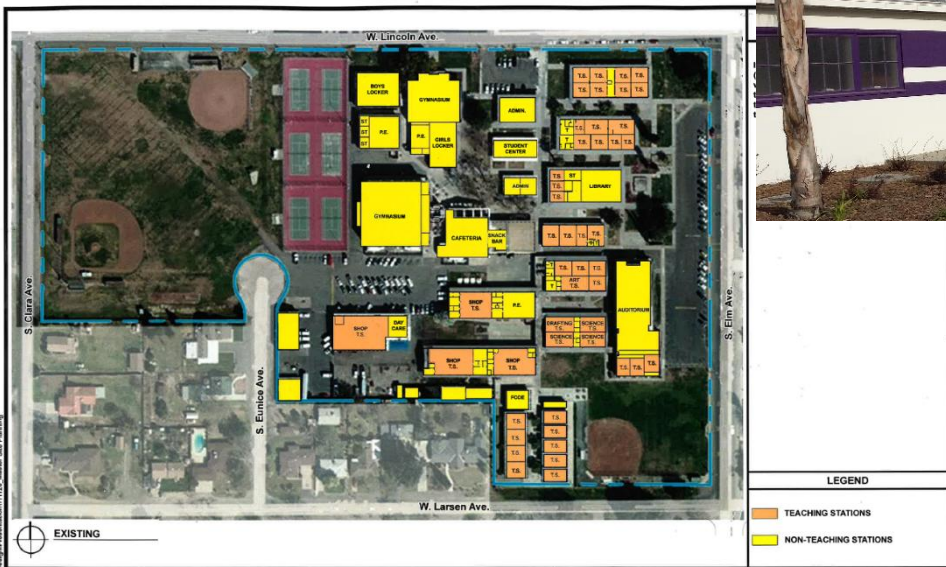 W. Lincoln Ave.
BOYS
LOCKER
GYMNASIUM
ADMIN.
T.S. T.S. T.S. T.S.
T.S. T.S. T.S. T.S.
ST
ST
ST
P.E.
P.E.
GIRLS
LOCKER
STUDENT
CENTER
T
T.S. T.S. T.S.
T T.S. T.S. T.S.
ADMIN
T.S.
T.S.
T.S.
ST
LIBRARY
GYMNASIUM
CAFETERIA
SNACK
BAR
T.S. T.S. T.S. T.S.
S. Clara Ave.
S. Elm Ave.
T.S. T.S. T.S.
T
ART
T.S.
T.S.
AUDITORIUM
SHOP
T.S.
P.E.
SHOP
T.S.
DAY
CARE
DRAFTING
T.S.
SCIENCE
T.S.
SCIENCE
T.S.
SCIENCE
T.S.
SHOP
T.S.
SHOP
T.S.
T.S. T.S. T.S.
S. Eunice Ave.
FODE
T.S.
T.S.
T.S.
T.S.
T.S.
T.S.
T.S.
T.S.
T.S.
W. Larsen Ave.
EXISTING
LEGEND
TEACHING STATIONS
NON-TEACHING STATIONS